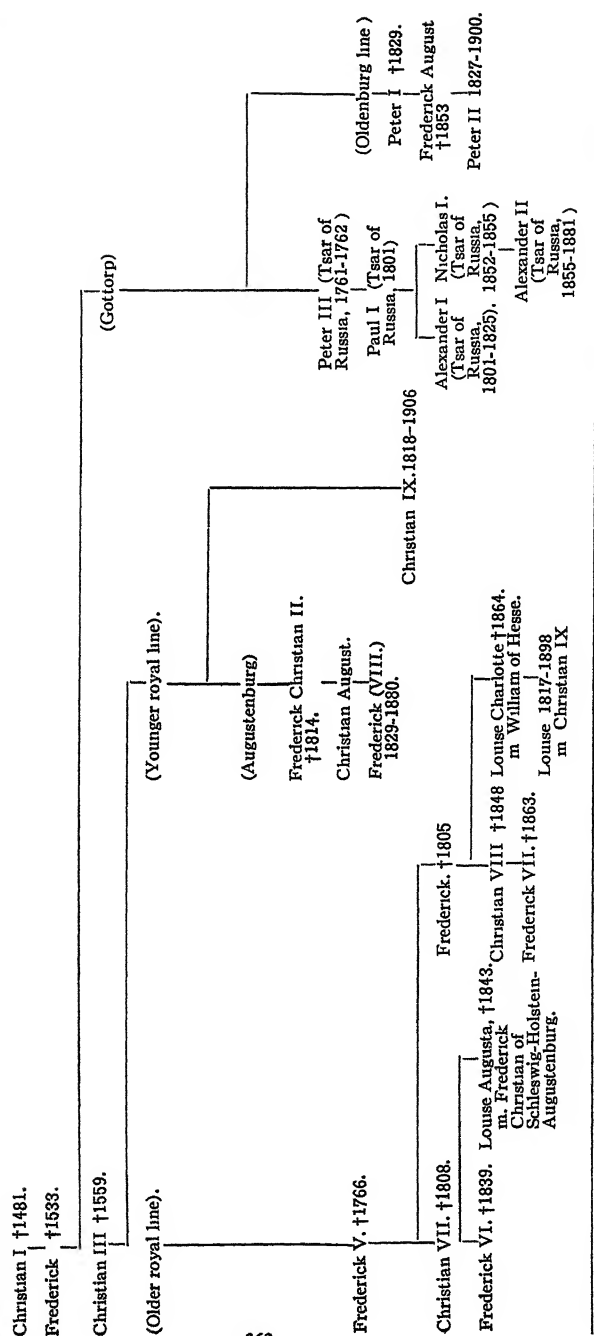 Christian I †1481.
Frederick I †1533.
Christian III †1559.
(Older royal line).
Frederick V. †1766.
Christian VII. †1808.
Frederick VI. †1839.
Louise Augusta, †1843.
m. Frederick
Christian of
Schleswig-Holstein-
Augustenburg.
Frederick. †1805
Christian VIII †1848
Frederick VII. †1863.
Louise Charlotte †1864.
m William of Hesse.
Louise 1817-1898
m Christian IX
(Younger royal line).
(Augustenburg)
Frederick Christian II.
†1814.
Christian August.
Frederick (VIII.)
1829-1880.
Christian IX. 1818-1906
(Gottorp)
Peter III (Tsar of
Russia, 1761-1762)
Paul I (Tsar of
Russia, 1801)
Alexander I
(Tsar of
Russia,
1801-1825).
Nicholas I.
(Tsar of
Russia,
1852-1855)
Alexander II
(Tsar of
Russia,
1855-1881)
(Oldenburg line)
Peter I †1829.
Frederick August
†1853
Peter II 1827-1900.